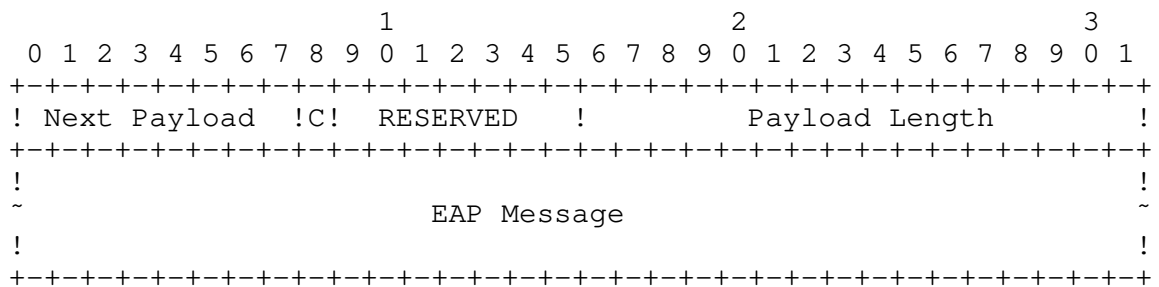 1                   2                   3
 0 1 2 3 4 5 6 7 8 9 0 1 2 3 4 5 6 7 8 9 0 1 2 3 4 5 6 7 8 9 0 1
+-+-+-+-+-+-+-+-+-+-+-+-+-+-+-+-+-+-+-+-+-+-+-+-+-+-+-+-+-+-+-+-+
! Next Payload  !C!  RESERVED   !         Payload Length        !
+-+-+-+-+-+-+-+-+-+-+-+-+-+-+-+-+-+-+-+-+-+-+-+-+-+-+-+-+-+-+-+-+
!                                                               !
~                       EAP Message                             ~
!                                                               !
+-+-+-+-+-+-+-+-+-+-+-+-+-+-+-+-+-+-+-+-+-+-+-+-+-+-+-+-+-+-+-+-+